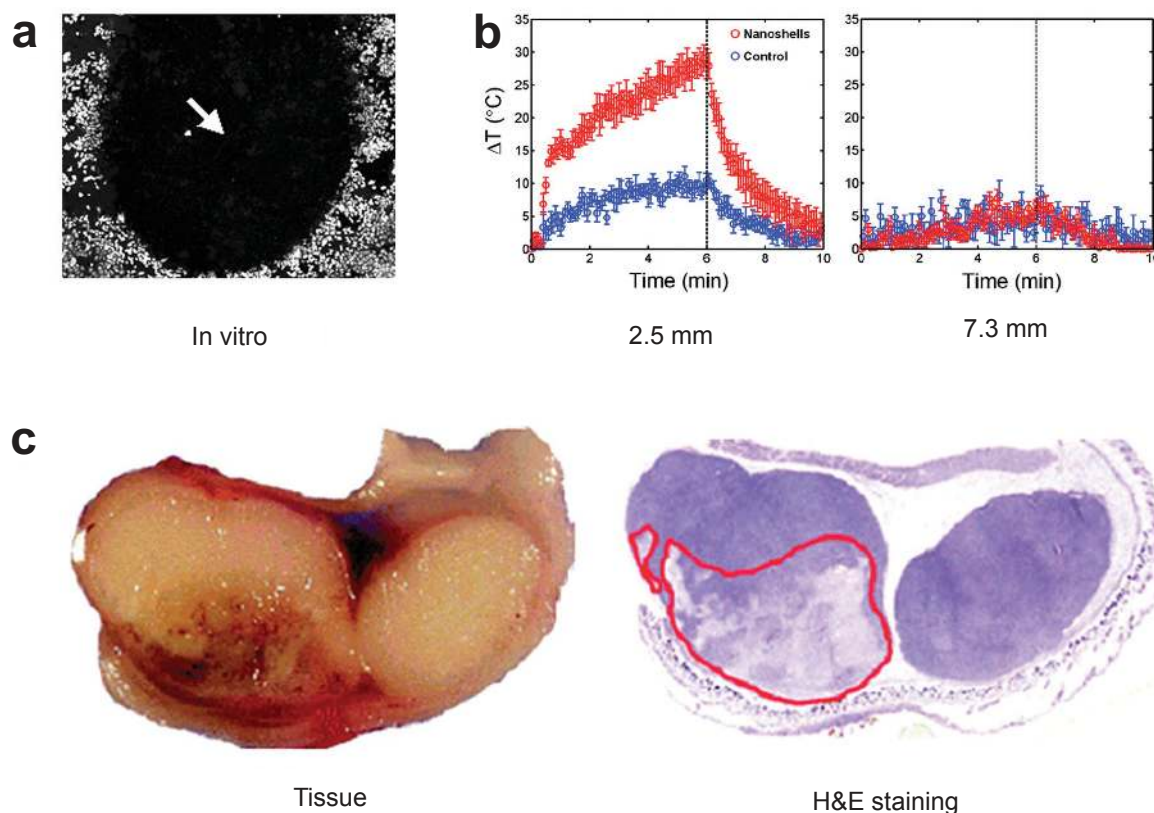 a
In vitro
b
35
30
25
20
15
10
5
0
ΔT (°C)
Nanoshells
Control
0 2 4 6 8 10
Time (min)
2.5 mm
35
30
25
20
15
10
5
0
0 2 4 6 8 10
Time (min)
7.3 mm
c
Tissue
H&E staining